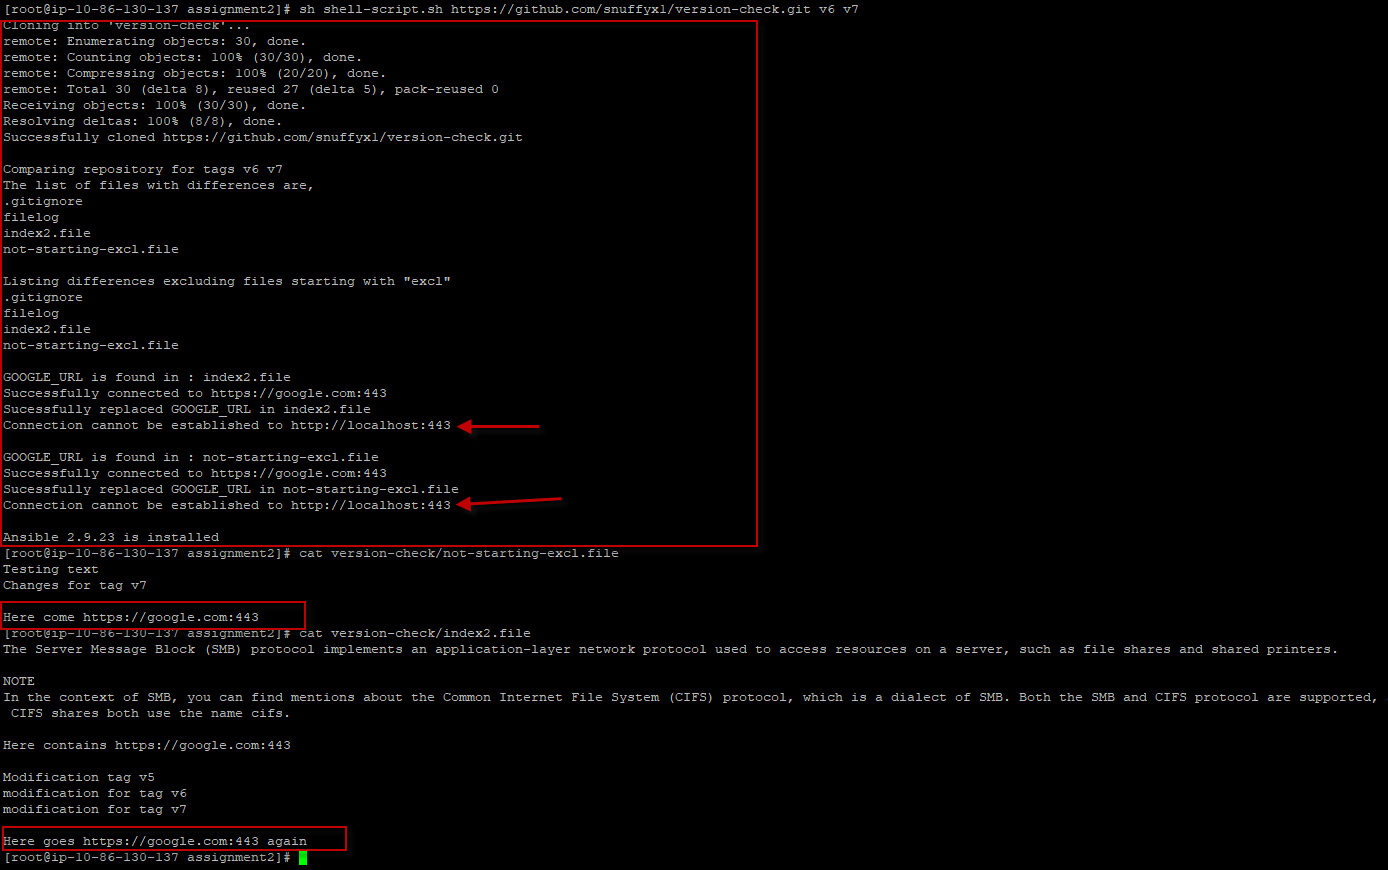 [root@ip-10-86-130-137 assignment2]# sh shell-script.sh https://github.com/snuffyxl/version-check.git v6 v7
Cloning into 'version-check'...
remote: Enumerating objects: 30, done.
remote: Counting objects: 100% (30/30), done.
remote: Compressing objects: 100% (20/20), done.
remote: Total 30 (delta 8), reused 27 (delta 5), pack-reused 0
Receiving objects: 100% (30/30), done.
Resolving deltas: 100% (8/8), done.
Successfully cloned https://github.com/snuffyxl/version-check.git

Comparing repository for tags v6 v7
The list of files with differences are,
.gitignore
filelog
index2.file
not-starting-excl.file

Listing differences excluding files starting with "excl"
.gitignore
filelog
index2.file
not-starting-excl.file

GOOGLE_URL is found in : index2.file
Successfully connected to https://google.com:443
Sucessfully replaced GOOGLE_URL in index2.file
Connection cannot be established to http://localhost:443

GOOGLE_URL is found in : not-starting-excl.file
Successfully connected to https://google.com:443
Sucessfully replaced GOOGLE_URL in not-starting-excl.file
Connection cannot be established to http://localhost:443

Ansible 2.9.23 is installed
[root@ip-10-86-130-137 assignment2]# cat version-check/not-starting-excl.file
Testing text
Changes for tag v7

Here come https://google.com:443
[root@ip-10-86-130-137 assignment2]# cat version-check/index2.file
The Server Message Block (SMB) protocol implements an application-layer network protocol used to access resources on a server, such as file shares and shared printers.

NOTE
In the context of SMB, you can find mentions about the Common Internet File System (CIFS) protocol, which is a dialect of SMB. Both the SMB and CIFS protocol are supported,
 CIFS shares both use the name cifs.

Here contains https://google.com:443

Modification tag v5
modification for tag v6
modification for tag v7

Here goes https://google.com:443 again
[root@ip-10-86-130-137 assignment2]#